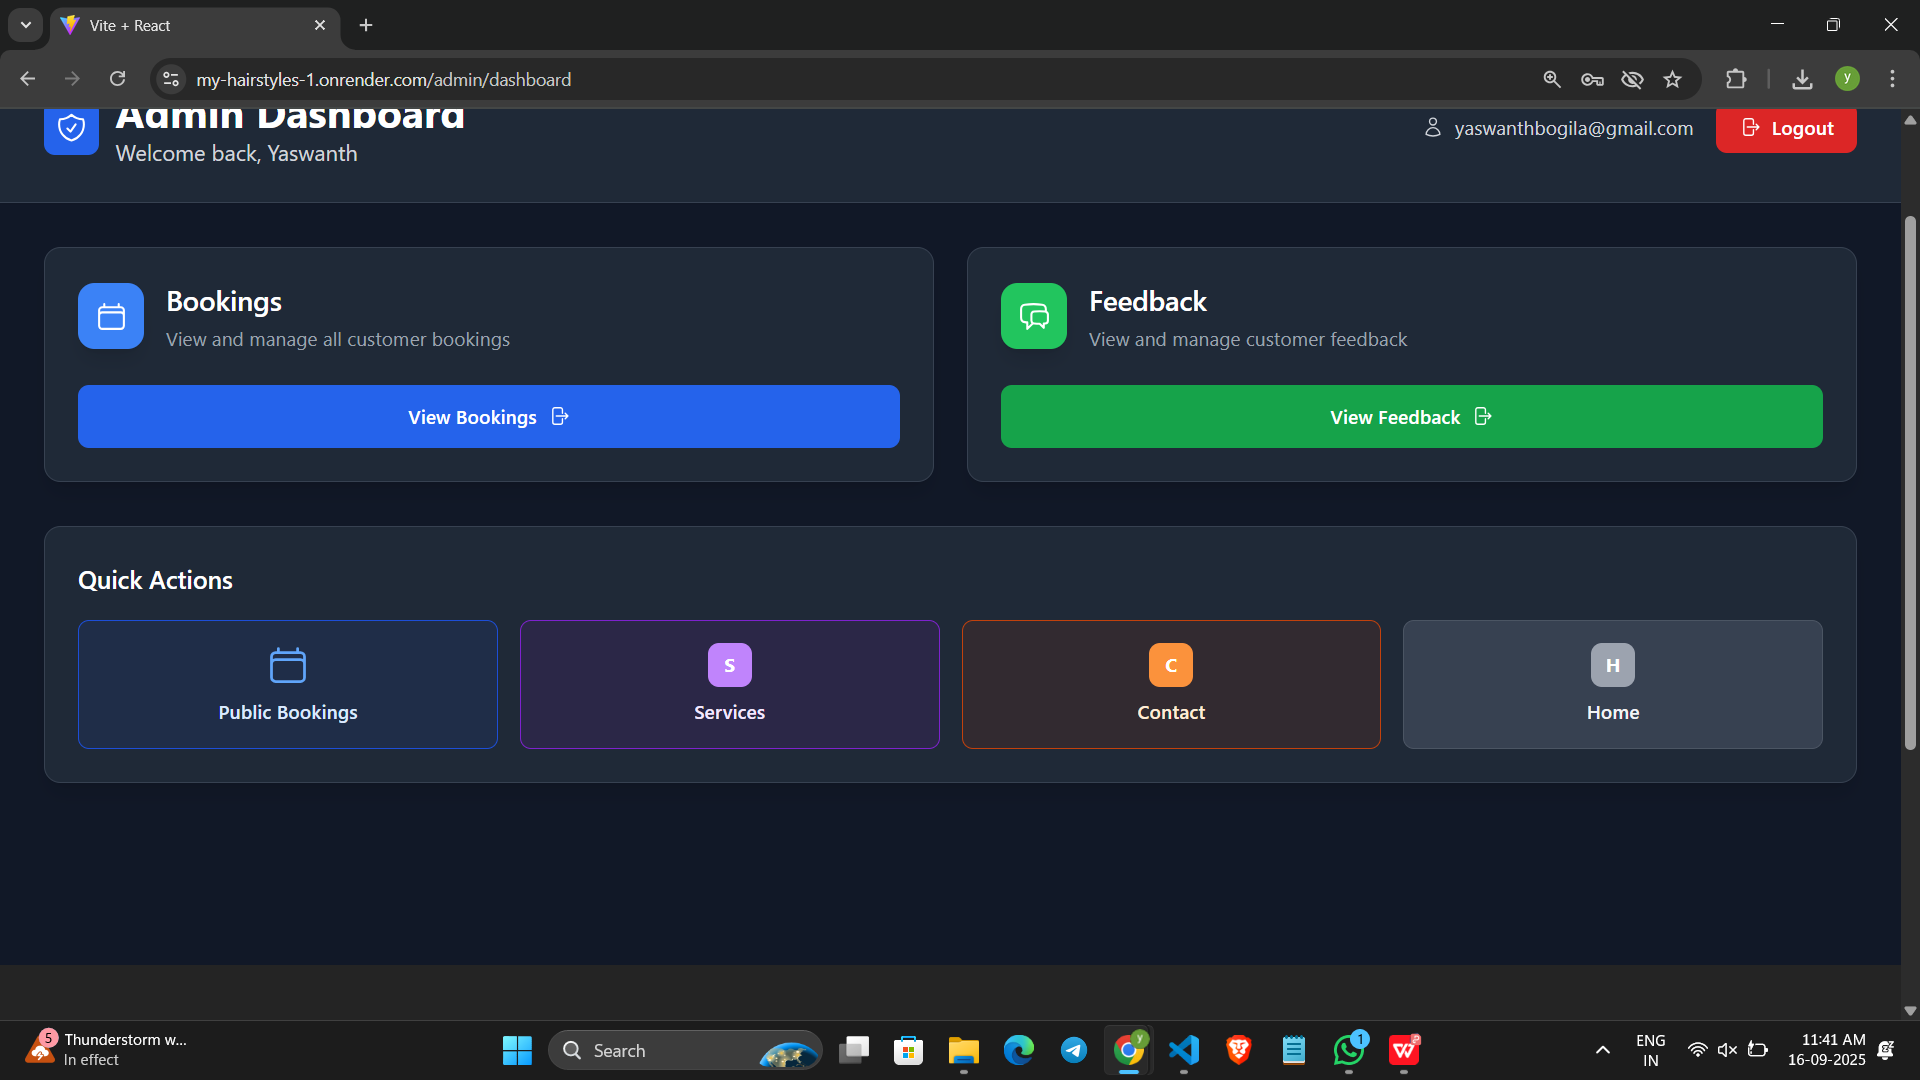 Vite + React
my-hairstyles-1.onrender.com/admin/dashboard
y
Admin Dashboard
Welcome back, Yaswanth
yaswanthbogila@gmail.com
Logout
Bookings
View and manage all customer bookings
View Bookings
Feedback
View and manage customer feedback
View Feedback
Quick Actions
Public Bookings
S
Services
C
Contact
H
Home
5
Thunderstorm w...
In effect
Search
y
1
W
ENG
IN
11:41 AM
16-09-2025